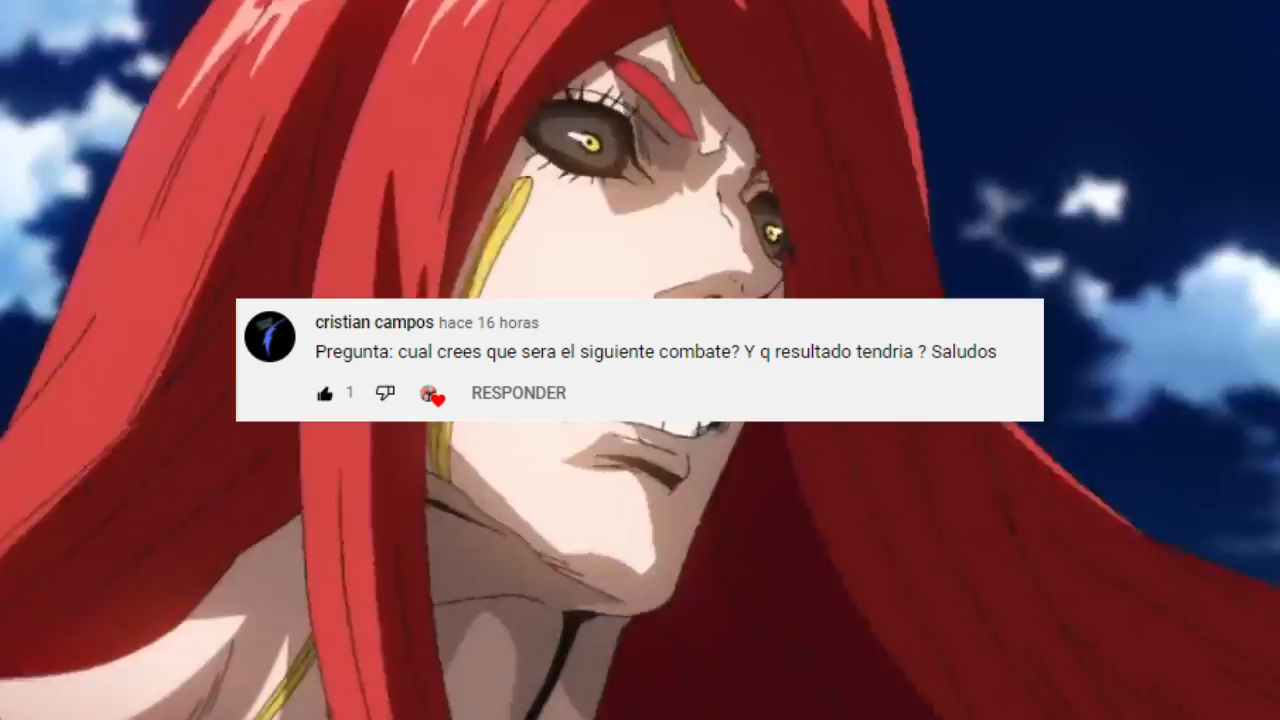 cristian campos hace 16 horas
Pregunta: cual crees que sera el siguiente combate? Y q resultado tendria ? Saludos
1 RESPONDER